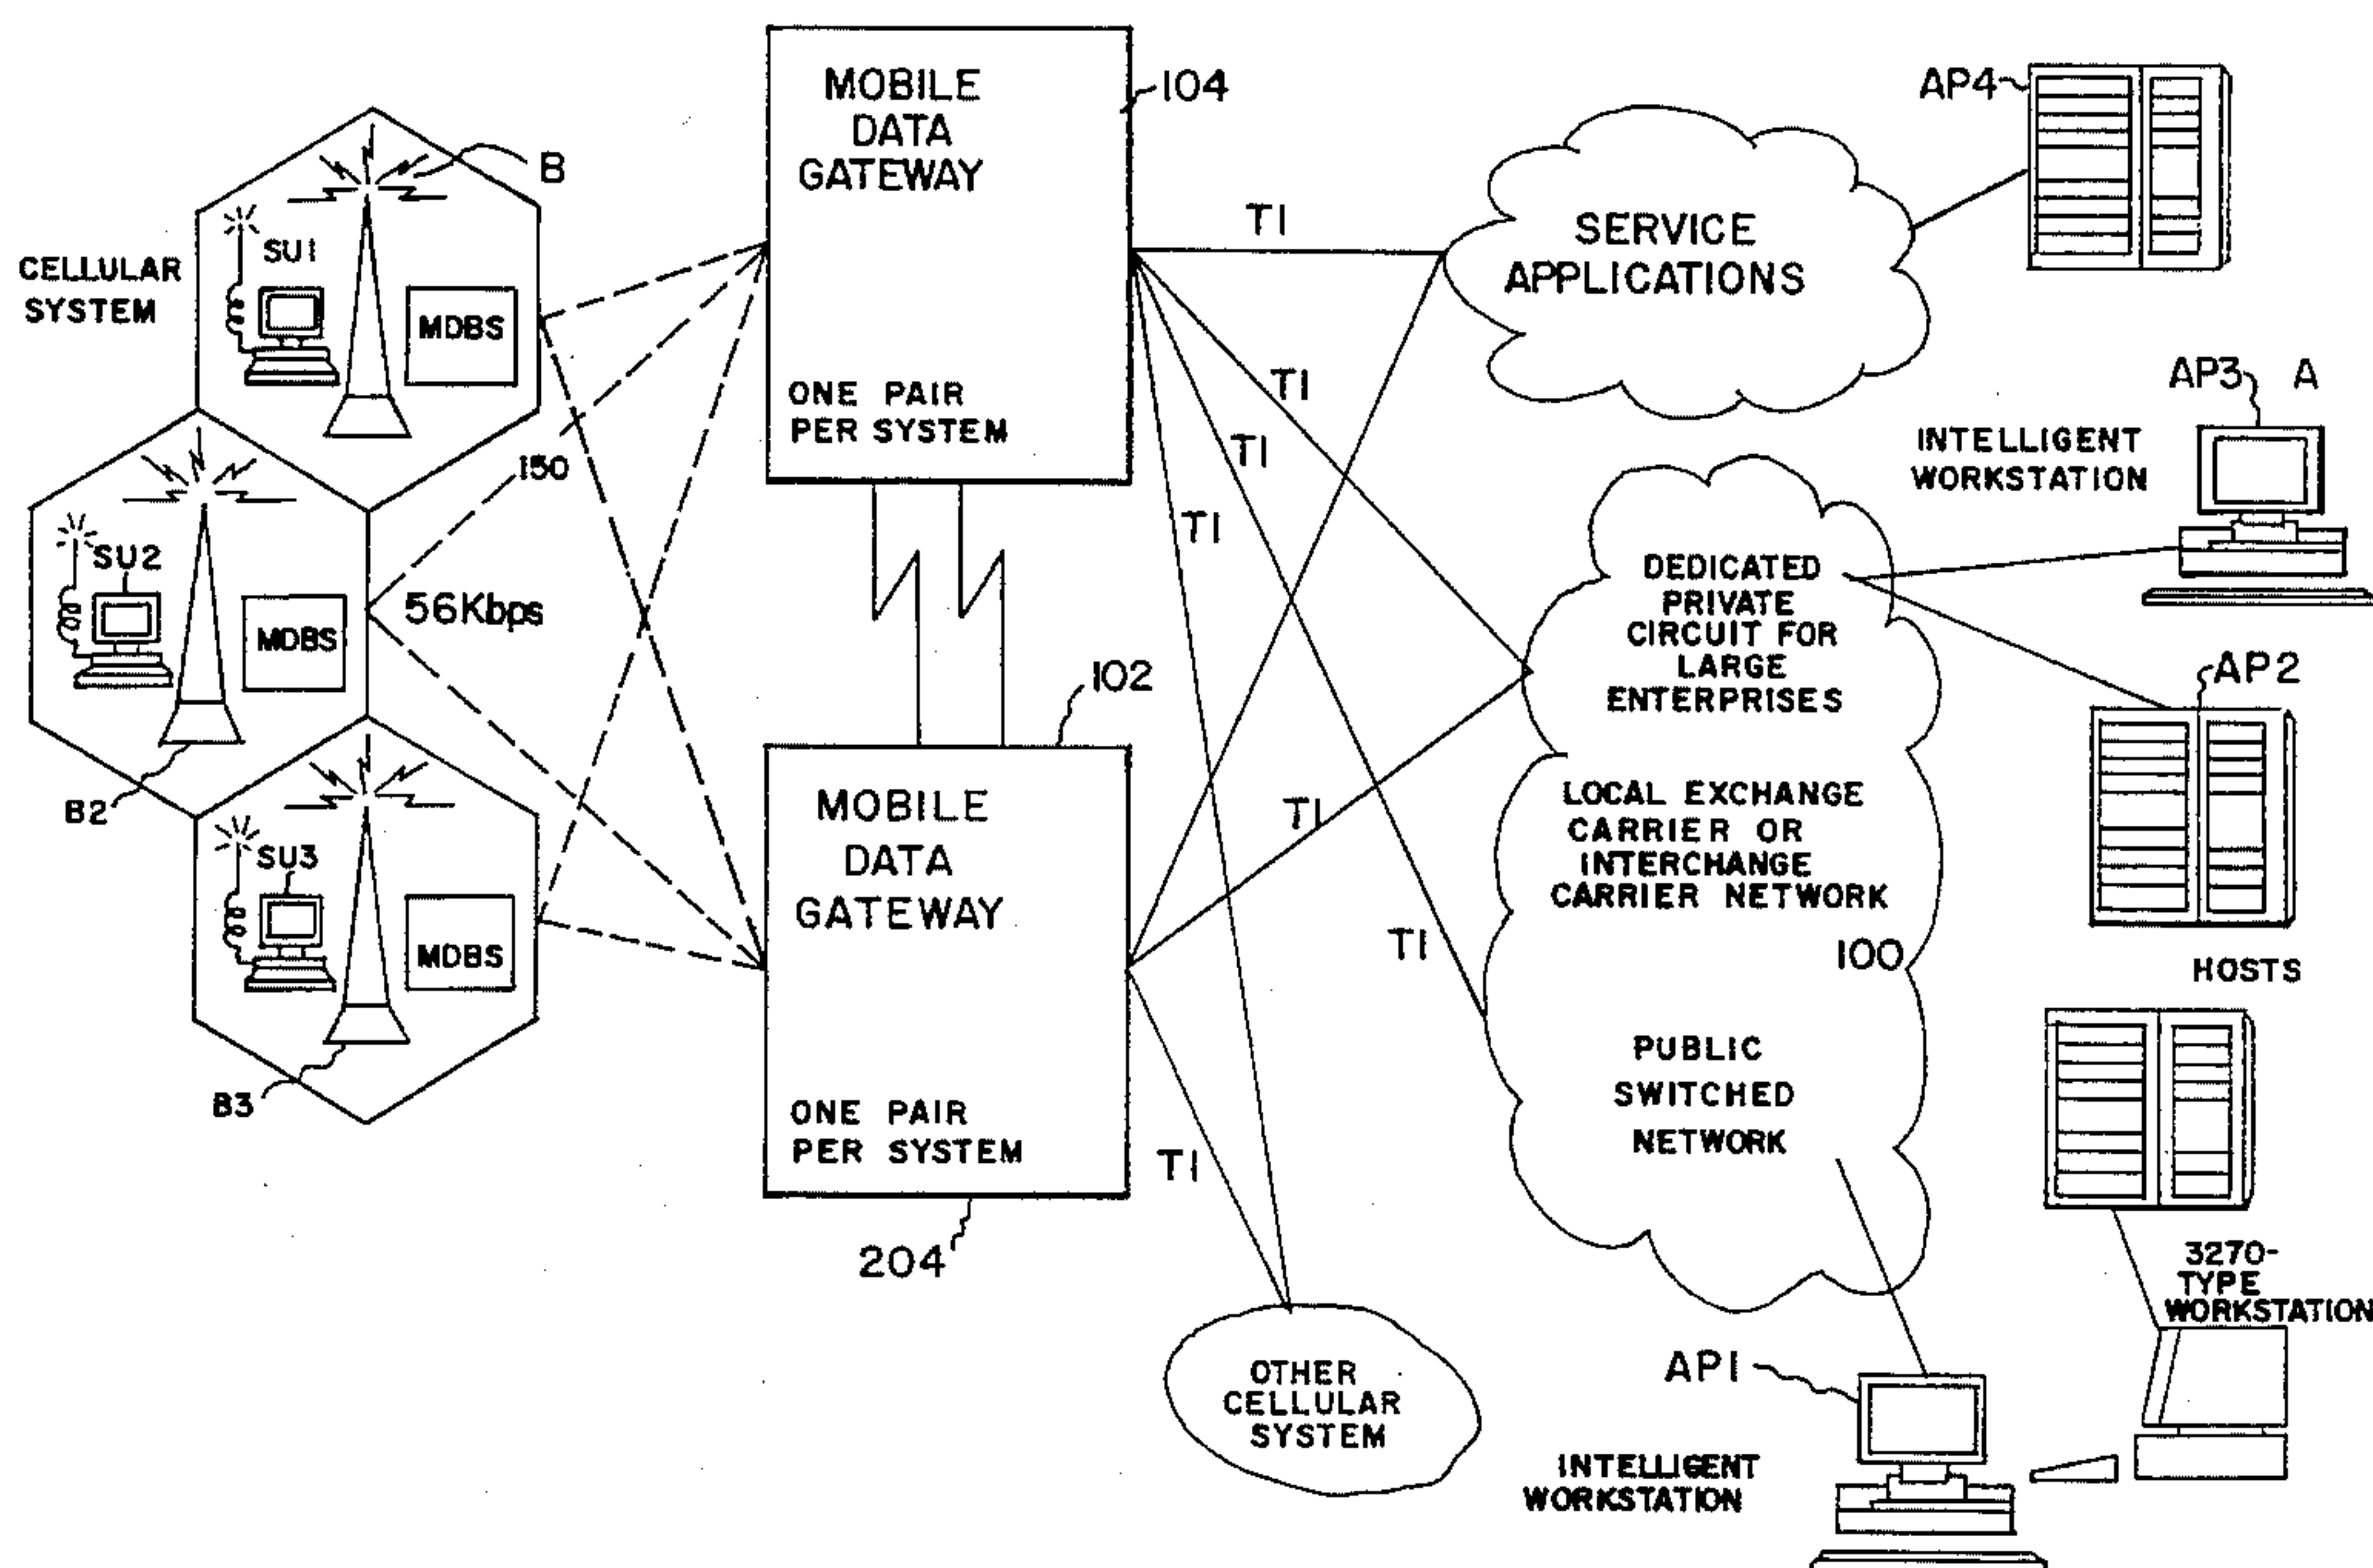 CELLULAR
SYSTEM
B
SU1
MDBS
SU2
MDBS
B2
SU3
MDBS
B3
150
56Kbps
MOBILE
DATA
GATEWAY
ONE PAIR
PER SYSTEM
104
102
MOBILE
DATA
GATEWAY
ONE PAIR
PER SYSTEM
204
T1
T1
T1
T1
T1
T1
T1
SERVICE
APPLICATIONS
DEDICATED
PRIVATE
CIRCUIT FOR
LARGE
ENTERPRISES
LOCAL EXCHANGE
CARRIER OR
INTERCHANGE
CARRIER NETWORK
100
PUBLIC
SWITCHED
NETWORK
OTHER
CELLULAR
SYSTEM
AP4
AP3
A
INTELLIGENT
WORKSTATION
AP2
HOSTS
3270-
TYPE
WORKSTATION
AP1
INTELLIGENT
WORKSTATION